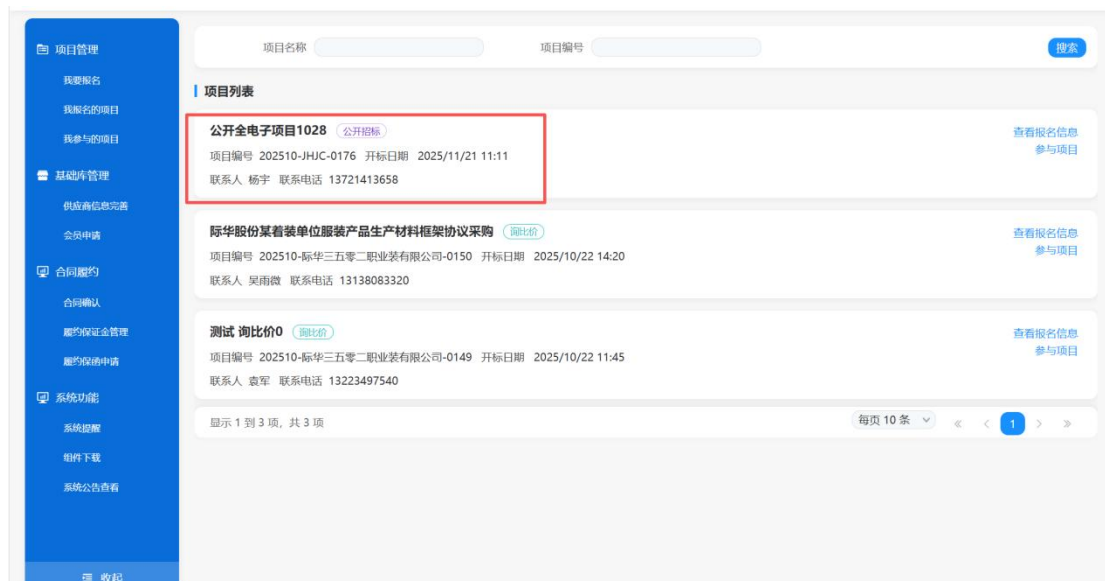 项目管理
我要报名
我报名的项目
我参与的项目
基础库管理
供应商信息完善
会员申请
合同履约
合同确认
履约保证金管理
履约保函申请
系统功能
系统提醒
组件下载
系统公告查看
收起
项目名称 项目编号 搜索
项目列表
公开全电子项目1028 公开招标
项目编号 202510-JHJC-0176 开标日期 2025/11/21 11:11
联系人 杨宇 联系电话 13721413658
查看报名信息
参与项目
际华股份某着装单位服装产品生产材料框架协议采购 询比价
项目编号 202510-际华三五零二职业装有限公司-0150 开标日期 2025/10/22 14:20
联系人 吴雨微 联系电话 13138083320
查看报名信息
参与项目
测试 询比价0 询比价
项目编号 202510-际华三五零二职业装有限公司-0149 开标日期 2025/10/22 11:45
联系人 袁军 联系电话 13223497540
查看报名信息
参与项目
显示 1 到 3 项, 共 3 项 每页 10 条 « < 1 > »